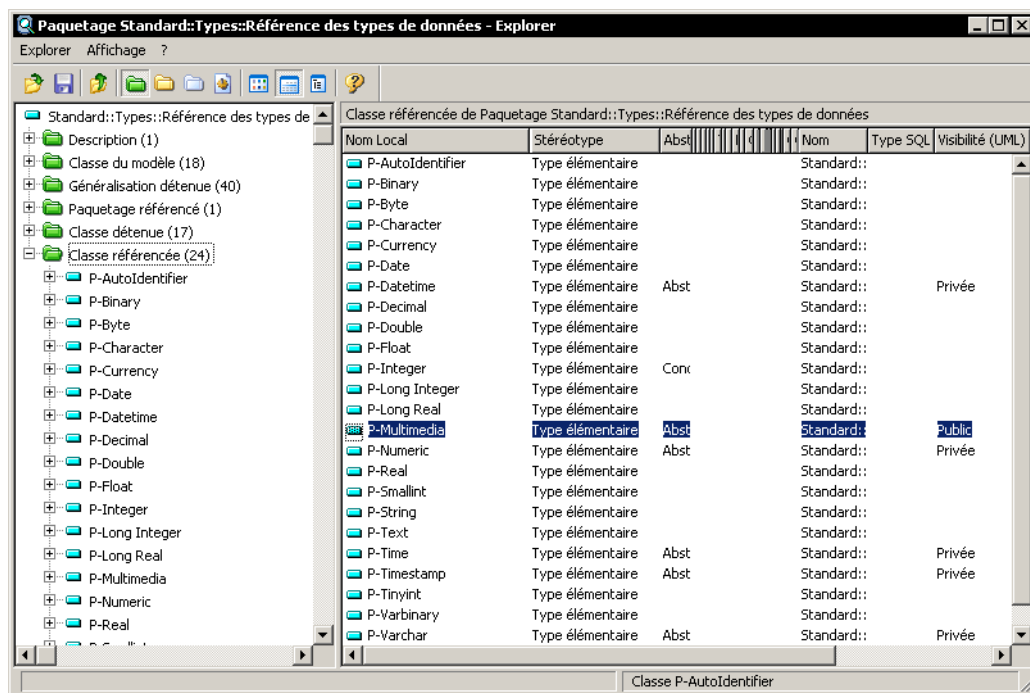 Paquetage Standard::Types::Référence des types de données - Explorer
Explorer Affichage ?
Standard::Types::Référence des types de
Description (1)
Classe du modèle (18)
Généralisation détenue (40)
Paquetage référencé (1)
Classe détenue (17)
Classe référencée (24)
P-AutoIdentifier
P-Binary
P-Byte
P-Character
P-Currency
P-Date
P-Datetime
P-Decimal
P-Double
P-Float
P-Integer
P-Long Integer
P-Long Real
P-Multimedia
P-Numeric
P-Real
Classe référencée de Paquetage Standard::Types::Référence des types de données
Nom Local Stéréotype Abst Nom Type SQL Visibilité (UML)
P-AutoIdentifier Type élémentaire Standard::
P-Binary Type élémentaire Standard::
P-Byte Type élémentaire Standard::
P-Character Type élémentaire Standard::
P-Currency Type élémentaire Standard::
P-Date Type élémentaire Standard::
P-Datetime Type élémentaire Abst Standard:: Privée
P-Decimal Type élémentaire Standard::
P-Double Type élémentaire Standard::
P-Float Type élémentaire Standard::
P-Integer Type élémentaire Conc Standard::
P-Long Integer Type élémentaire Standard::
P-Long Real Type élémentaire Standard::
P-Multimedia Type élémentaire Abst Standard:: Public
P-Numeric Type élémentaire Abst Standard:: Privée
P-Real Type élémentaire Standard::
P-Smallint Type élémentaire Standard::
P-String Type élémentaire Standard::
P-Text Type élémentaire Standard::
P-Time Type élémentaire Abst Standard:: Privée
P-Timestamp Type élémentaire Abst Standard:: Privée
P-Tinyint Type élémentaire Standard::
P-Varbinary Type élémentaire Standard::
P-Varchar Type élémentaire Abst Standard:: Privée
Classe P-AutoIdentifier